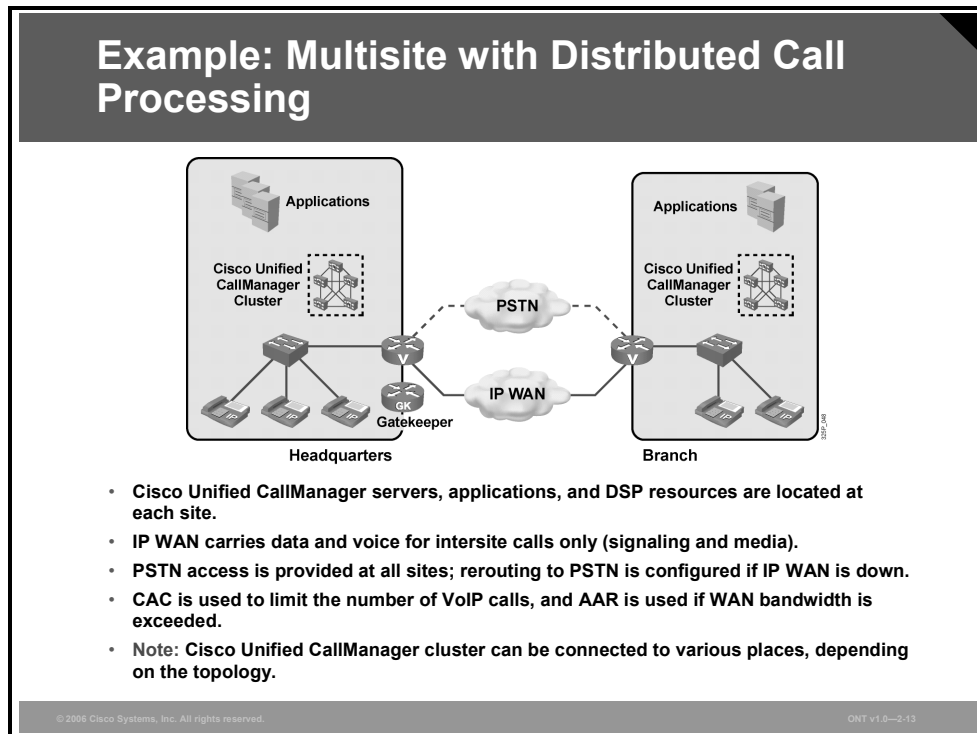 Example: Multisite with Distributed Call
Processing
Applications
Cisco Unified
CallManager
Cluster
PSTN
V
IP WAN
GK
Gatekeeper
IP
IP
IP
Headquarters
Applications
Cisco Unified
CallManager
Cluster
V
IP
IP
Branch
• Cisco Unified CallManager servers, applications, and DSP resources are located at
each site.
• IP WAN carries data and voice for intersite calls only (signaling and media).
• PSTN access is provided at all sites; rerouting to PSTN is configured if IP WAN is down.
• CAC is used to limit the number of VoIP calls, and AAR is used if WAN bandwidth is
exceeded.
• Note: Cisco Unified CallManager cluster can be connected to various places, depending
on the topology.
© 2006 Cisco Systems, Inc. All rights reserved.
ONT v1.0—2-13